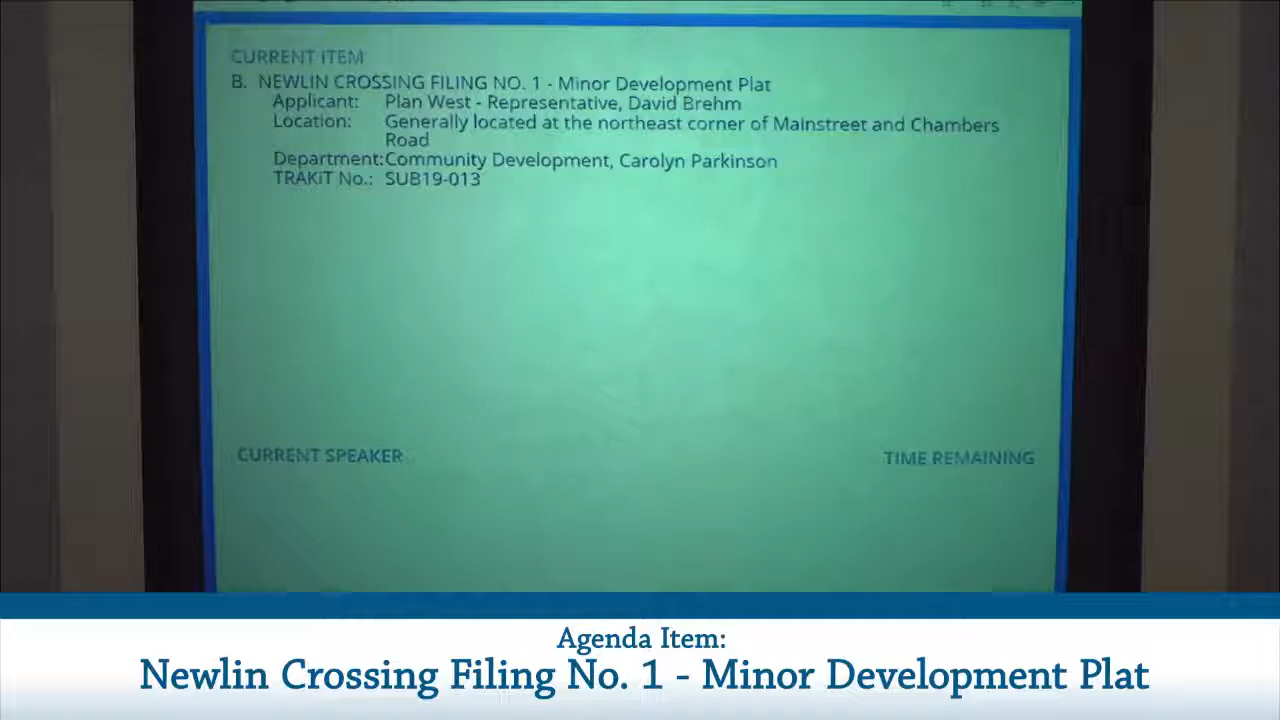 CURRENT ITEM
B. NEWLIN CROSSING FILING NO. 1 - Minor Development Plat
Applicant: Plan West - Representative, David Brehm
Location: Generally located at the northeast corner of Mainstreet and Chambers
Road
Department: Community Development, Carolyn Parkinson
TRAKiT No.: SUB19-013
CURRENT SPEAKER
TIME REMAINING
Agenda Item:
Newlin Crossing Filing No. 1 - Minor Development Plat